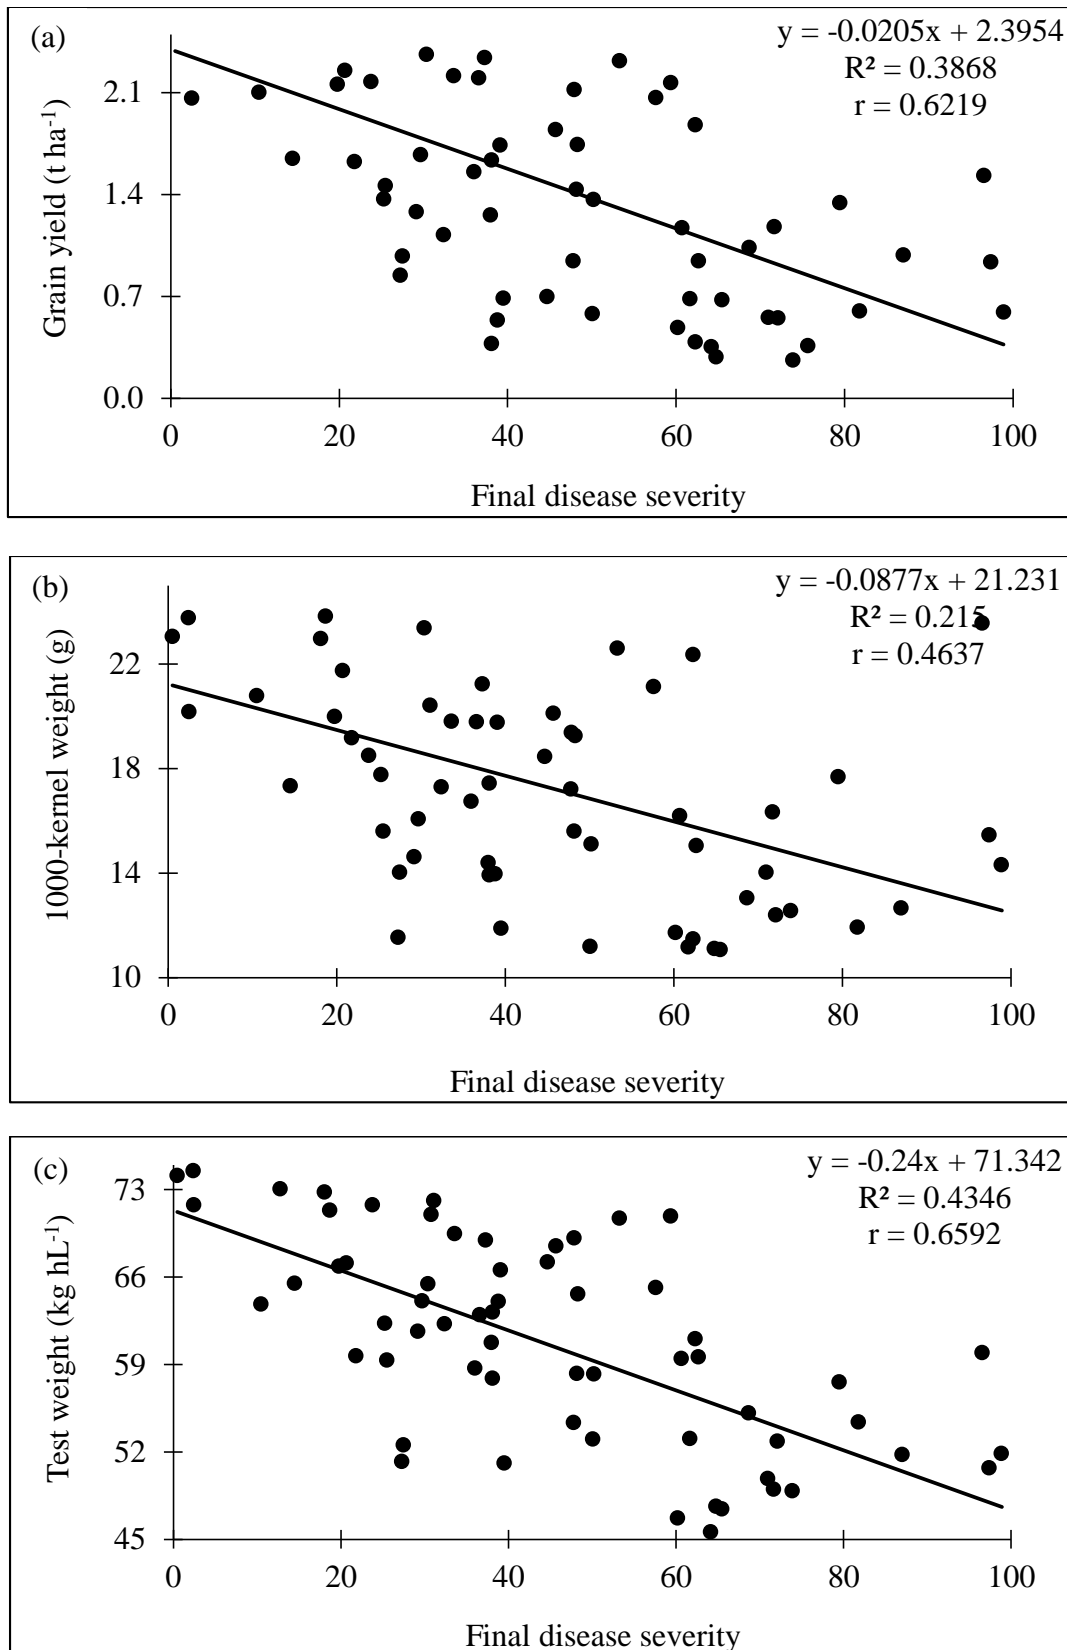 (a)
y = -0.0205x + 2.3954
R² = 0.3868
r = 0.6219
Grain yield (t ha⁻¹)
2.1
1.4
0.7
0.0
0 20 40 60 80 100
Final disease severity
(b)
y = -0.0877x + 21.231
R² = 0.215
r = 0.4637
1000-kernel weight (g)
22
18
14
10
0 20 40 60 80 100
Final disease severity
(c)
y = -0.24x + 71.342
R² = 0.4346
r = 0.6592
Test weight (kg hL⁻¹)
73
66
59
52
45
0 20 40 60 80 100
Final disease severity